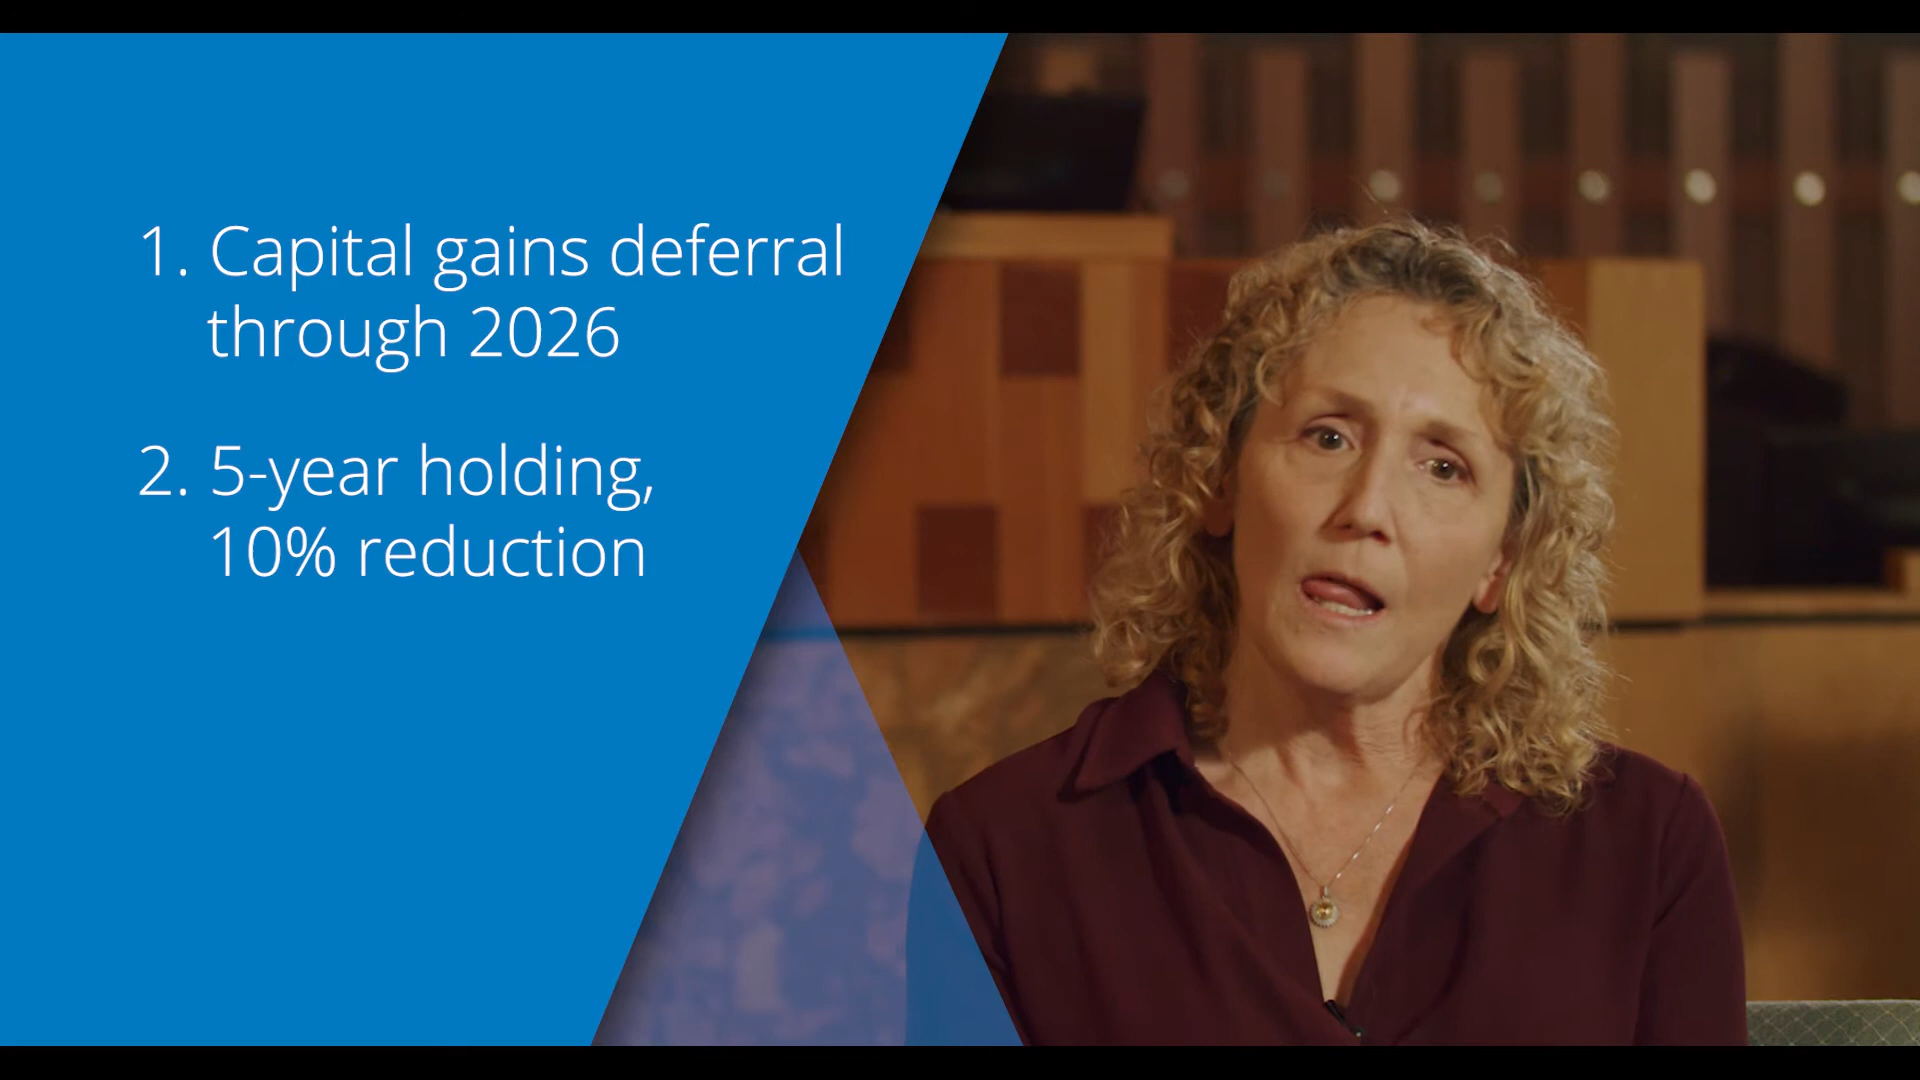 1. Capital gains deferral
through 2026
2. 5-year holding,
10% reduction